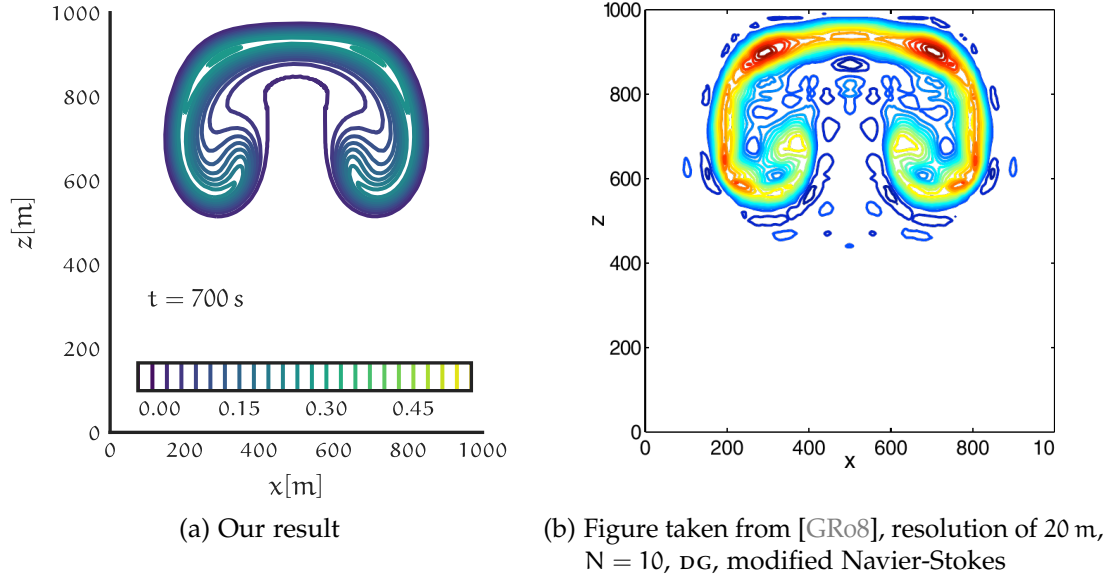 1000
800
600
400
200
0
z[m]
t = 700 s
0.00 0.15 0.30 0.45
0 200 400 600 800 1000
x[m]
(a) Our result
1000
800
600
400
200
0
z
0 200 400 600 800 10
x
(b) Figure taken from [GR08], resolution of 20 m,
N = 10, DG, modified Navier-Stokes